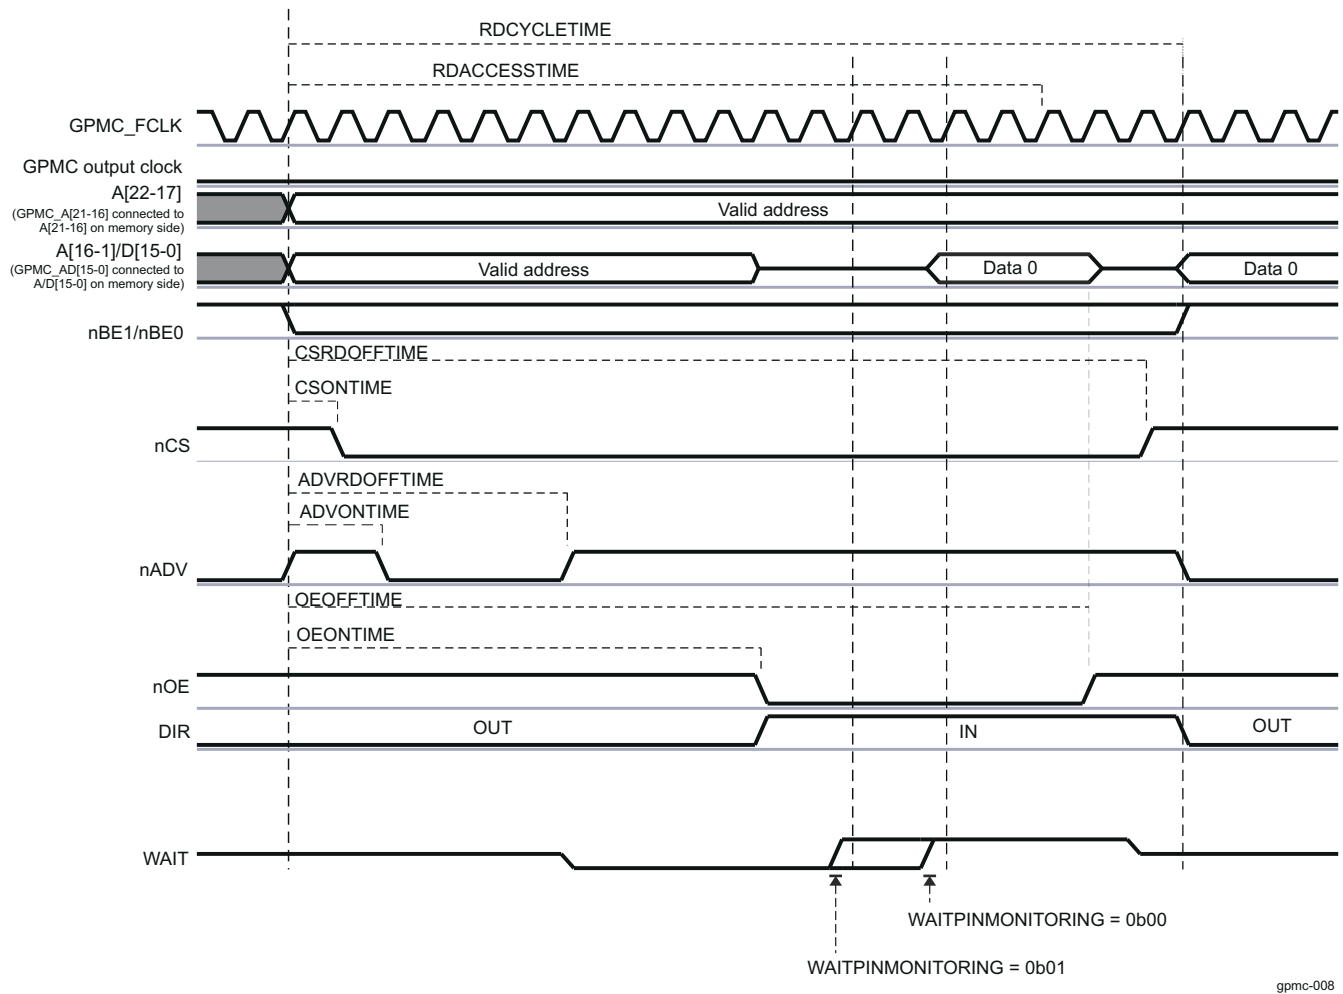 RDCYCLETIME
RDACCESSTIME
GPMC_FCLK
GPMC output clock
A[22-17]
(GPMC_A[21-16] connected to
A[21-16] on memory side)
Valid address
A[16-1]/D[15-0]
(GPMC_AD[15-0] connected to
A/D[15-0] on memory side)
Valid address
Data 0
Data 0
nBE1/nBE0
CSRDOFFTIME
CSONTIME
nCS
ADVRDOFFTIME
ADVONTIME
nADV
OEOFFTIME
OEONTIME
nOE
DIR
OUT
IN
OUT
WAIT
WAITPINMONITORING = 0b00
WAITPINMONITORING = 0b01
gpmc-008